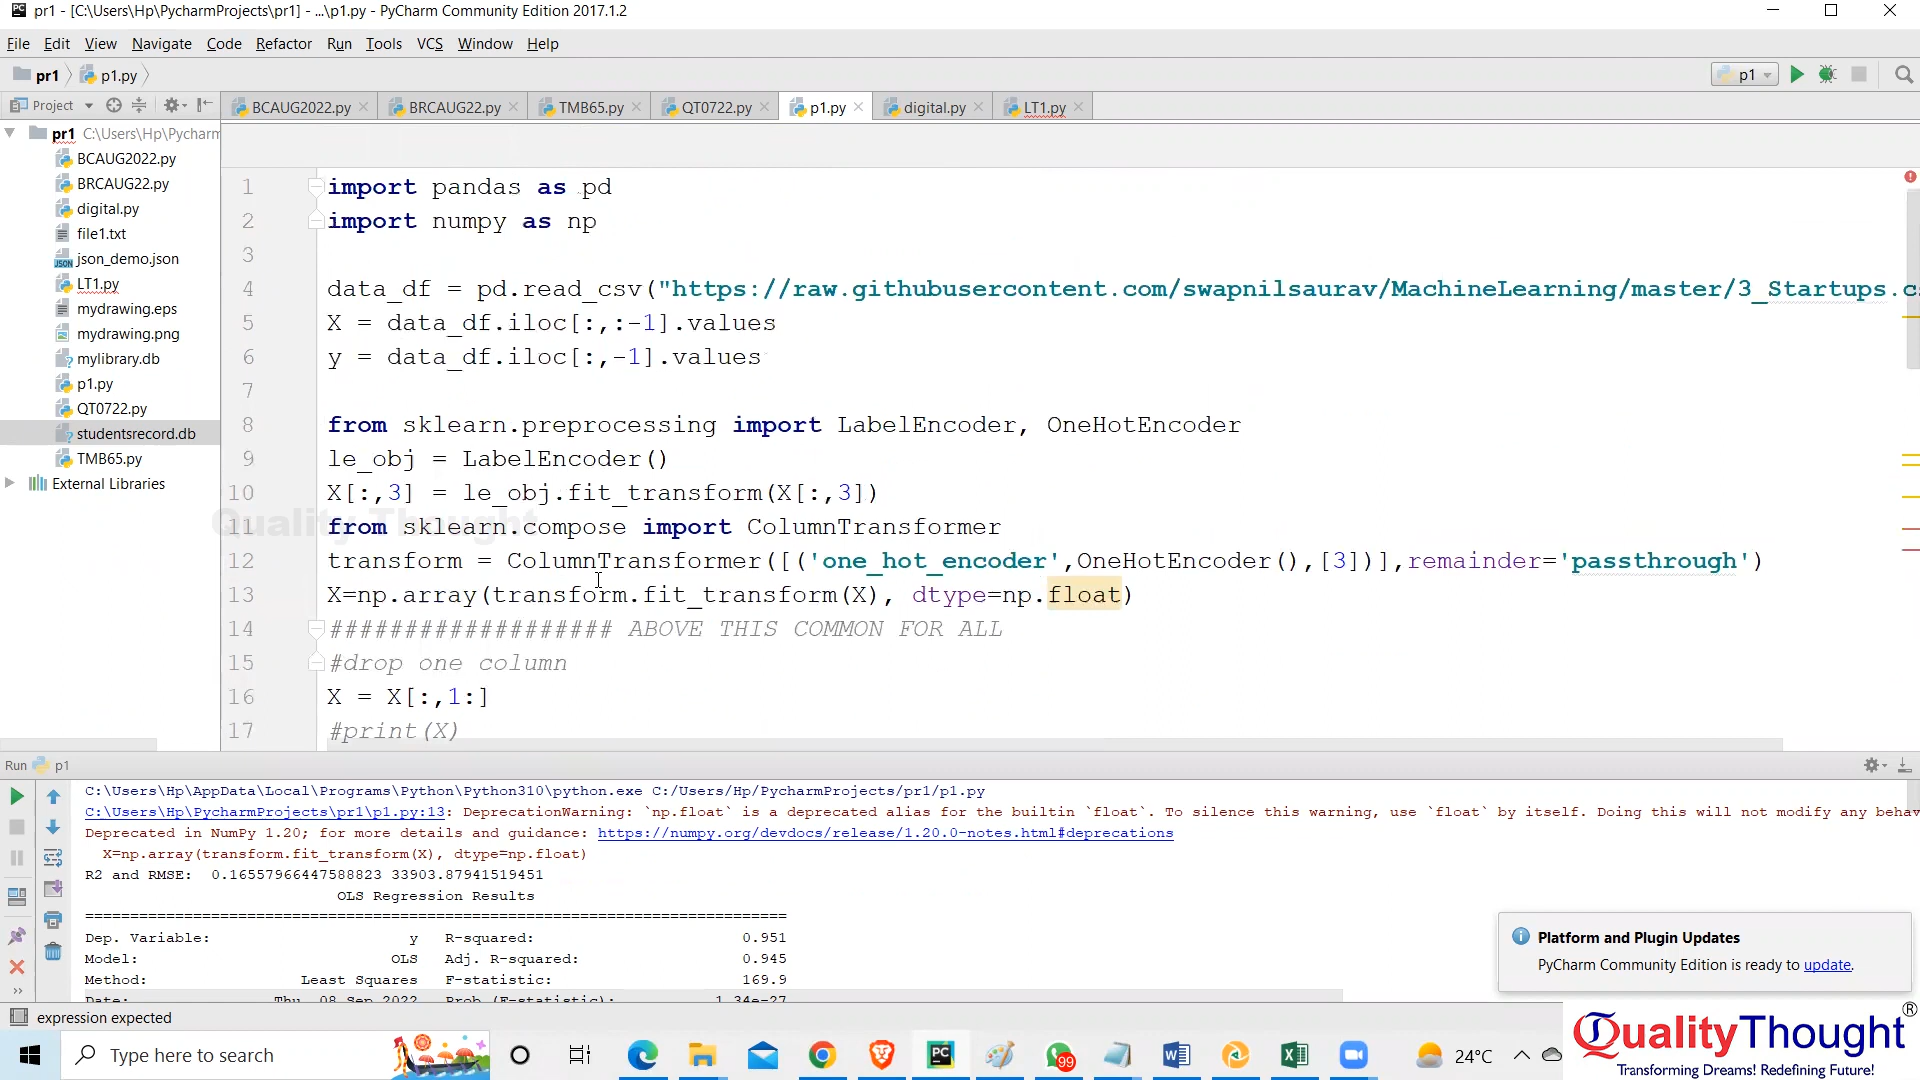 pr1 - [C:\Users\Hp\PycharmProjects\pr1] - ...\p1.py - PyCharm Community Edition 2017.1.2
File Edit View Navigate Code Refactor Run Tools VCS Window Help
pr1 p1.py p1
Project BCAUG2022.py BRCAUG22.py TMB65.py QT0722.py p1.py digital.py LT1.py
pr1 C:\Users\Hp\Pycharm
BCAUG2022.py
BRCAUG22.py
digital.py
file1.txt
json_demo.json
LT1.py
mydrawing.eps
mydrawing.png
mylibrary.db
p1.py
QT0722.py
studentsrecord.db
TMB65.py
External Libraries
1 import pandas as pd
2 import numpy as np
3
4 data_df = pd.read_csv("https://raw.githubusercontent.com/swapnilsaurav/MachineLearning/master/3_Startups.c
5 X = data_df.iloc[:,:-1].values
6 y = data_df.iloc[:,-1].values
7
8 from sklearn.preprocessing import LabelEncoder, OneHotEncoder
9 le_obj = LabelEncoder()
10 X[:,3] = le_obj.fit_transform(X[:,3])
11 from sklearn.compose import ColumnTransformer
12 transform = ColumnTransformer([('one_hot_encoder',OneHotEncoder(),[3])],remainder='passthrough')
13 X=np.array(transform.fit_transform(X), dtype=np.float)
14 ################### ABOVE THIS COMMON FOR ALL
15 #drop one column
16 X = X[:,1:]
17 #print(X)
Quality Thought
Run p1
C:\Users\Hp\AppData\Local\Programs\Python\Python310\python.exe C:/Users/Hp/PycharmProjects/pr1/p1.py
C:\Users\Hp\PycharmProjects\pr1\p1.py:13: DeprecationWarning: `np.float` is a deprecated alias for the builtin `float`. To silence this warning, use `float` by itself. Doing this will not modify any behav
Deprecated in NumPy 1.20; for more details and guidance: https://numpy.org/devdocs/release/1.20.0-notes.html#deprecations
X=np.array(transform.fit_transform(X), dtype=np.float)
R2 and RMSE: 0.16557966447588823 33903.87941519451
OLS Regression Results
==============================================================================
Dep. Variable: y R-squared: 0.951
Model: OLS Adj. R-squared: 0.945
Method: Least Squares F-statistic: 169.9
Date: Thu, 08 Sep 2022 Prob (F-statistic): 1.34e-27
Platform and Plugin Updates
PyCharm Community Edition is ready to update.
expression expected
Type here to search
99
24°C
QualityThought®
Transforming Dreams! Redefining Future!